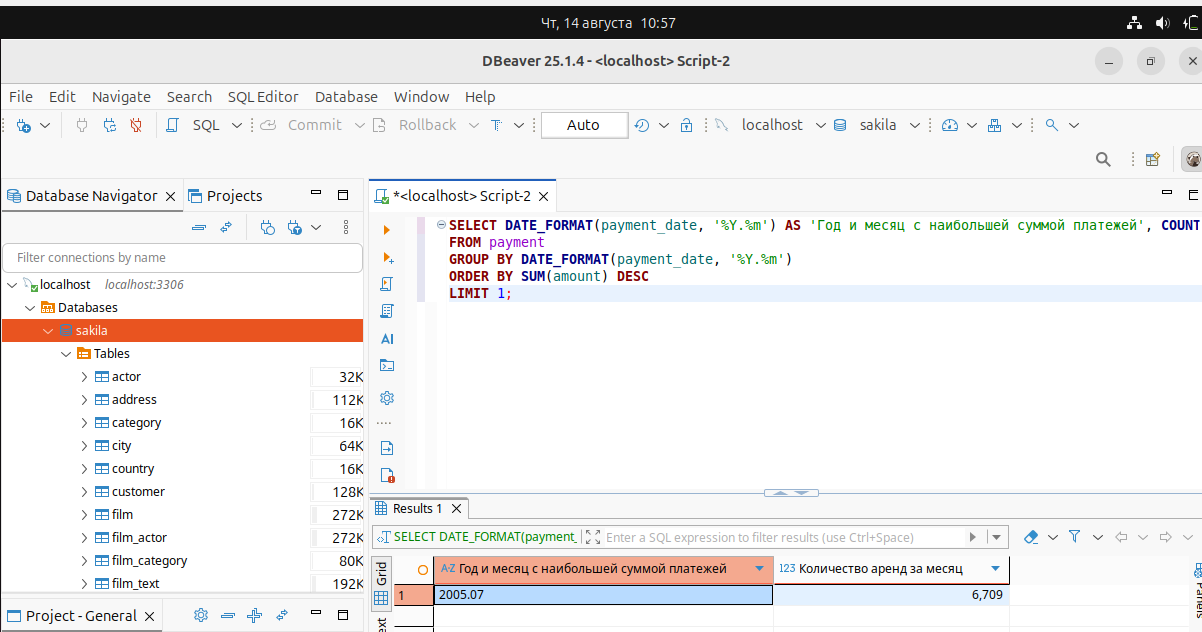 Чт, 14 августа 10:57
DBeaver 25.1.4 - <localhost> Script-2
File Edit Navigate Search SQL Editor Database Window Help
SQL Commit Rollback T Auto localhost sakila
Database Navigator Projects
*<localhost> Script-2
Filter connections by name
localhost localhost:3306
Databases
sakila
Tables
actor 32K
address 112K
category 16K
city 64K
country 16K
customer 128K
film 272K
film_actor 272K
film_category 80K
film_text 192K
Project - General
SELECT DATE_FORMAT(payment_date, '%Y.%m') AS 'Год и месяц с наибольшей суммой платежей', COUNT
FROM payment
GROUP BY DATE_FORMAT(payment_date, '%Y.%m')
ORDER BY SUM(amount) DESC
LIMIT 1;
AI
Results 1
SELECT DATE_FORMAT(payment_ Enter a SQL expression to filter results (use Ctrl+Space)
Grid
A-Z Год и месяц с наибольшей суммой платежей 123 Количество аренд за месяц
1 2005.07 6,709